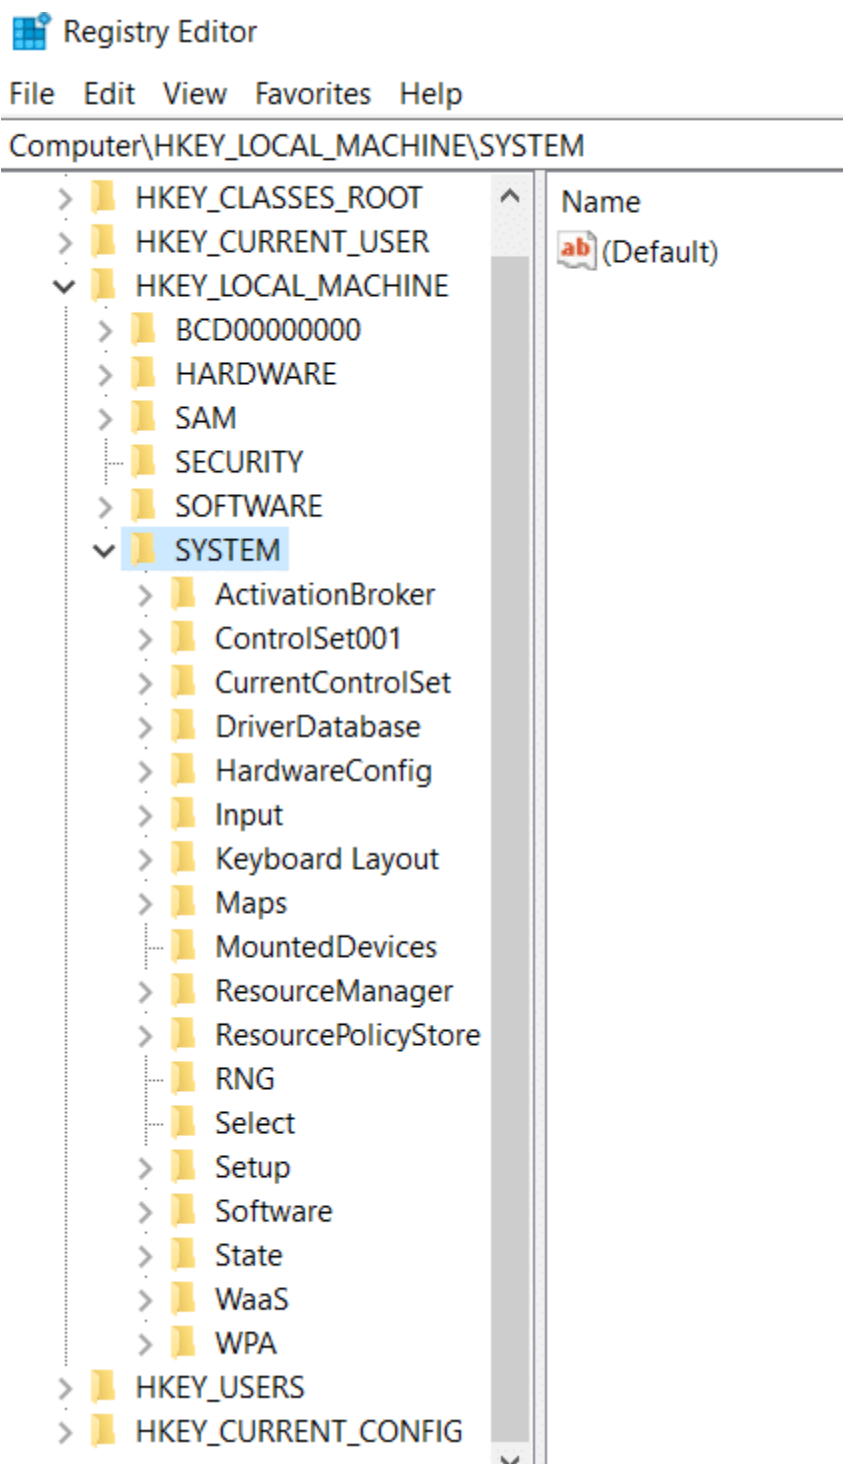 Registry Editor
File Edit View Favorites Help
Computer\HKEY_LOCAL_MACHINE\SYSTEM
HKEY_CLASSES_ROOT
HKEY_CURRENT_USER
HKEY_LOCAL_MACHINE
BCD00000000
HARDWARE
SAM
SECURITY
SOFTWARE
SYSTEM
ActivationBroker
ControlSet001
CurrentControlSet
DriverDatabase
HardwareConfig
Input
Keyboard Layout
Maps
MountedDevices
ResourceManager
ResourcePolicyStore
RNG
Select
Setup
Software
State
WaaS
WPA
HKEY_USERS
HKEY_CURRENT_CONFIG
Name
ab (Default)